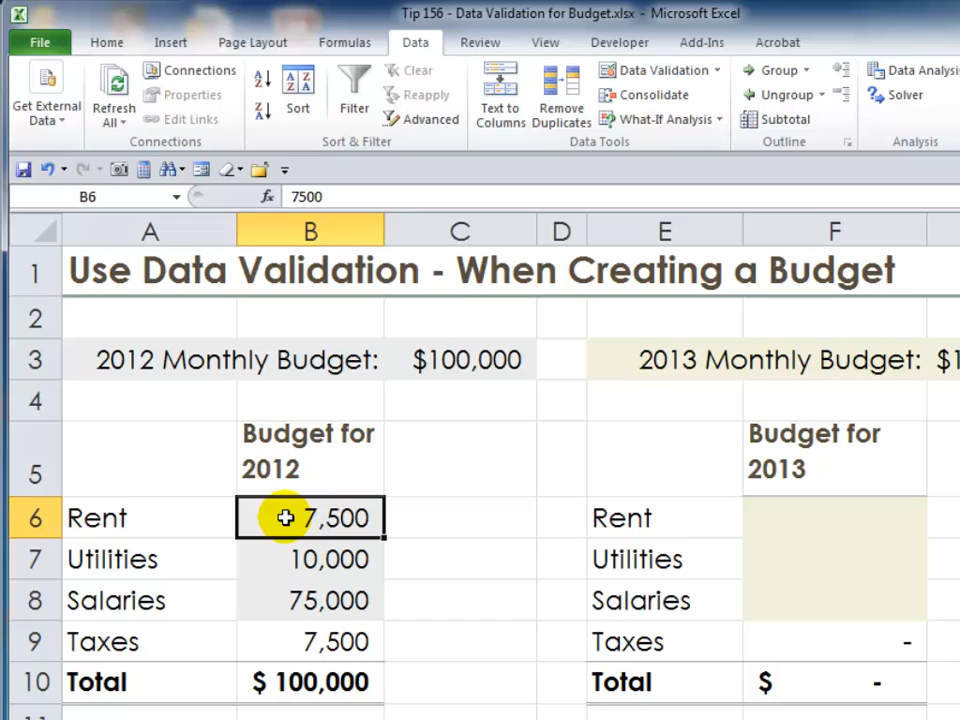 Tip 156 - Data Validation for Budget.xlsx - Microsoft Excel
File Home Insert Page Layout Formulas Data Review View Developer Add-Ins Acrobat
Get External Data
Refresh All
Connections
Properties
Edit Links
Connections
Sort
Filter
Clear
Reapply
Advanced
Sort & Filter
Text to Columns
Remove Duplicates
Data Validation
Consolidate
What-If Analysis
Data Tools
Group
Ungroup
Subtotal
Outline
Data Analysi
Solver
Analysis
B6 fx 7500
A B C D E F
1 Use Data Validation - When Creating a Budget
2
3 2012 Monthly Budget: $100,000 2013 Monthly Budget: $1
4
5 Budget for 2012 Budget for 2013
6 Rent 7,500 Rent
7 Utilities 10,000 Utilities
8 Salaries 75,000 Salaries
9 Taxes 7,500 Taxes -
10 Total $ 100,000 Total $ -